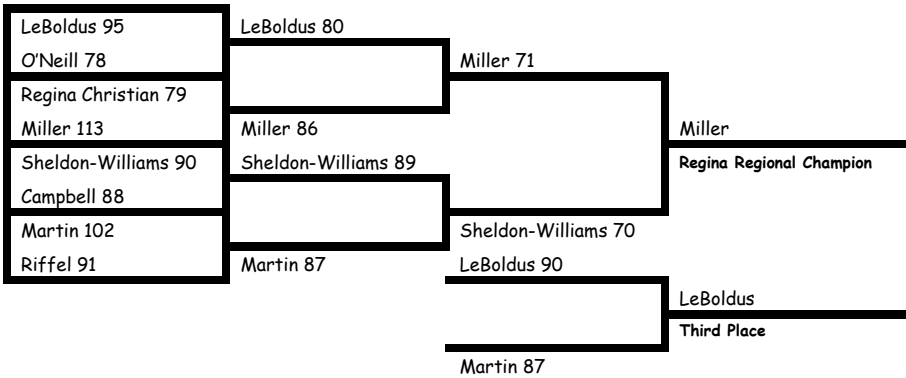 LeBoldus 95
O'Neill 78
Regina Christian 79
Miller 113
Sheldon-Williams 90
Campbell 88
Martin 102
Riffel 91
LeBoldus 80
Miller 86
Sheldon-Williams 89
Martin 87
Miller 71
Sheldon-Williams 70
LeBoldus 90
Martin 87
Miller
Regina Regional Champion
LeBoldus
Third Place